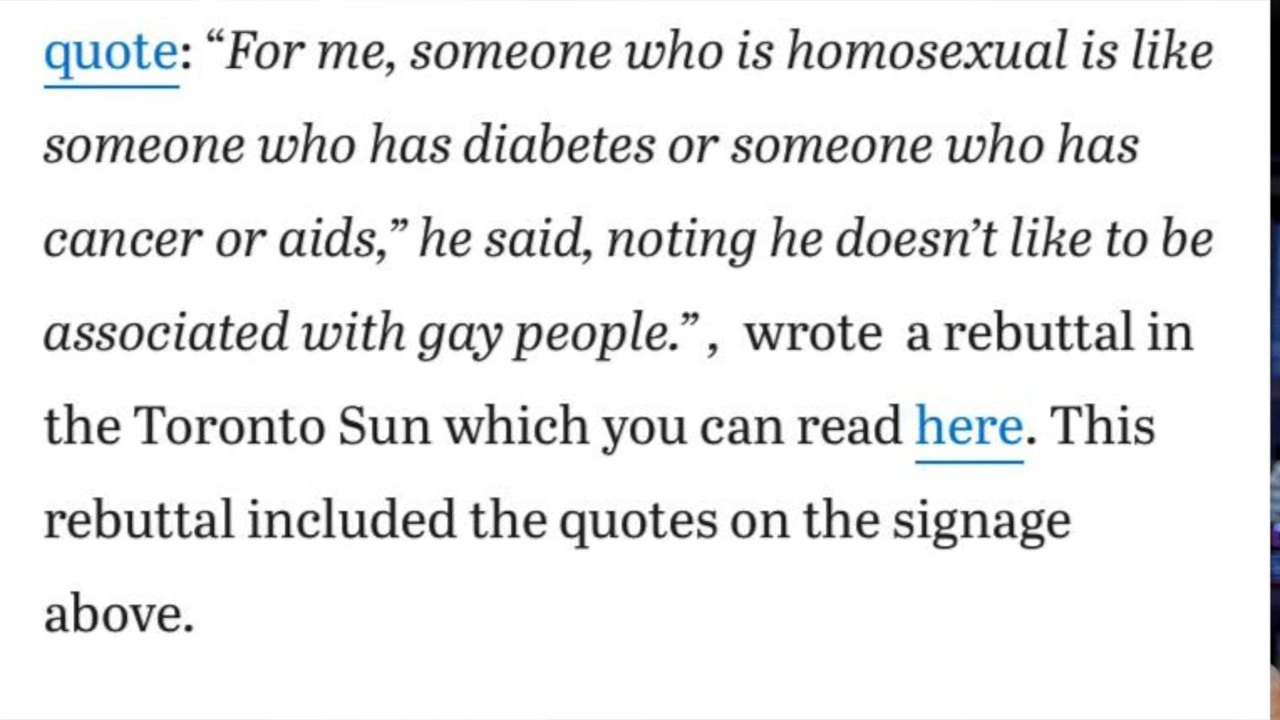 quote: “For me, someone who is homosexual is like
someone who has diabetes or someone who has
cancer or aids,” he said, noting he doesn’t like to be
associated with gay people.”, wrote a rebuttal in
the Toronto Sun which you can read here. This
rebuttal included the quotes on the signage
above.